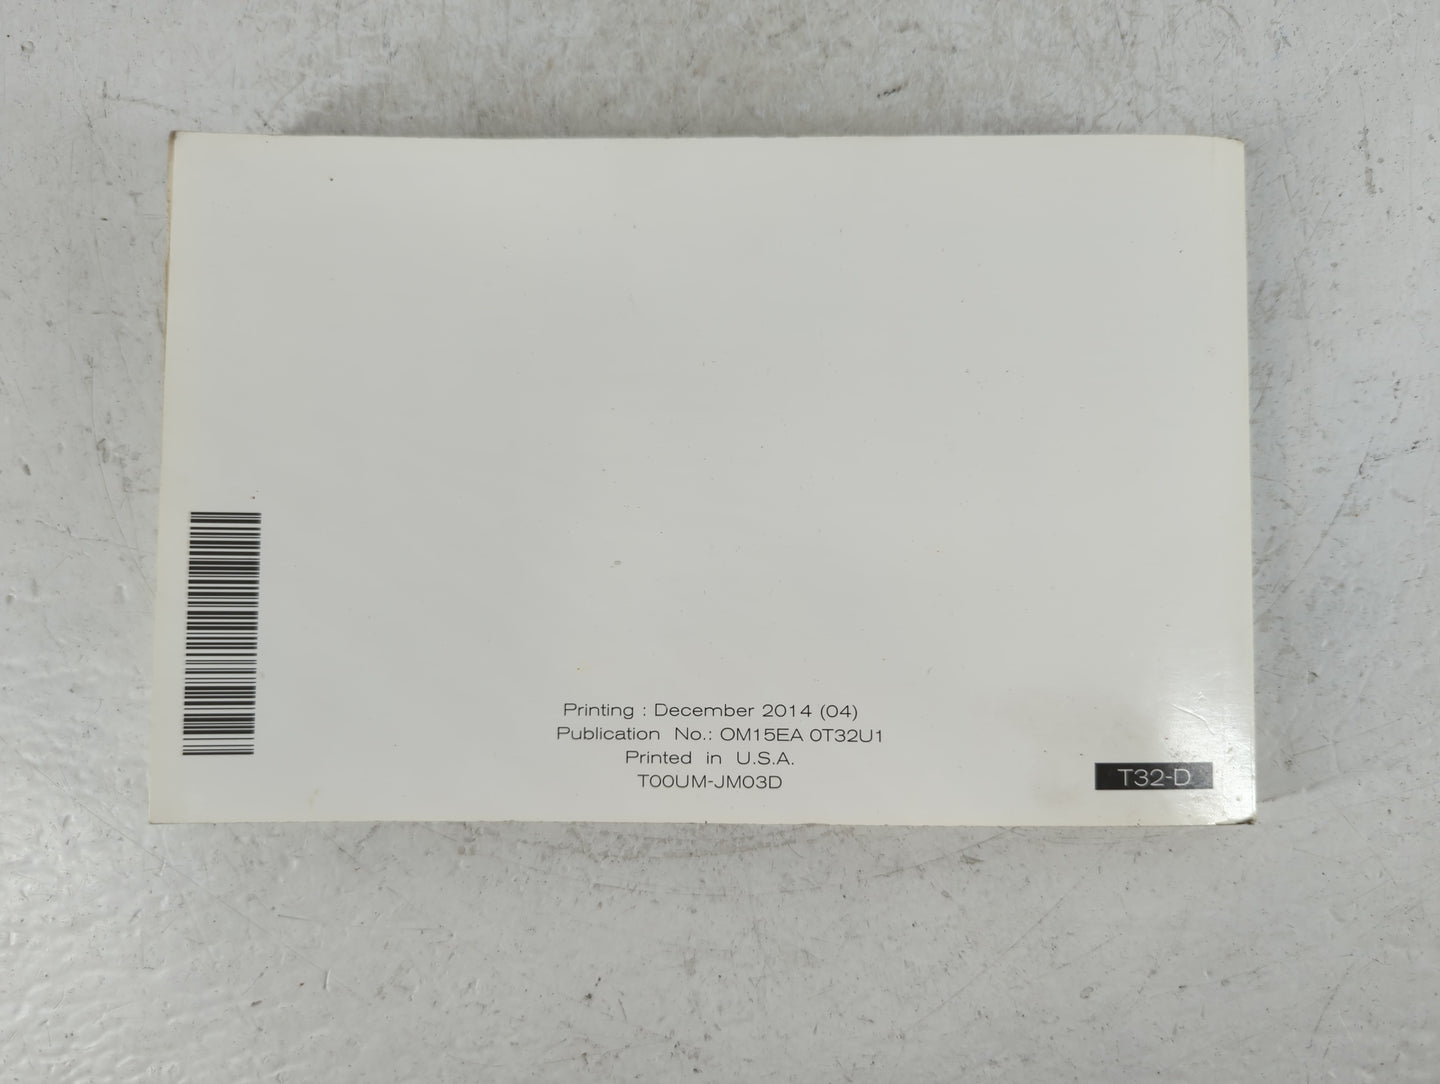 Printing : December 2014 (04)
Publication No.: OM15EA 0T32U1
Printed in U.S.A.
T00UM-JM03D
T32-D